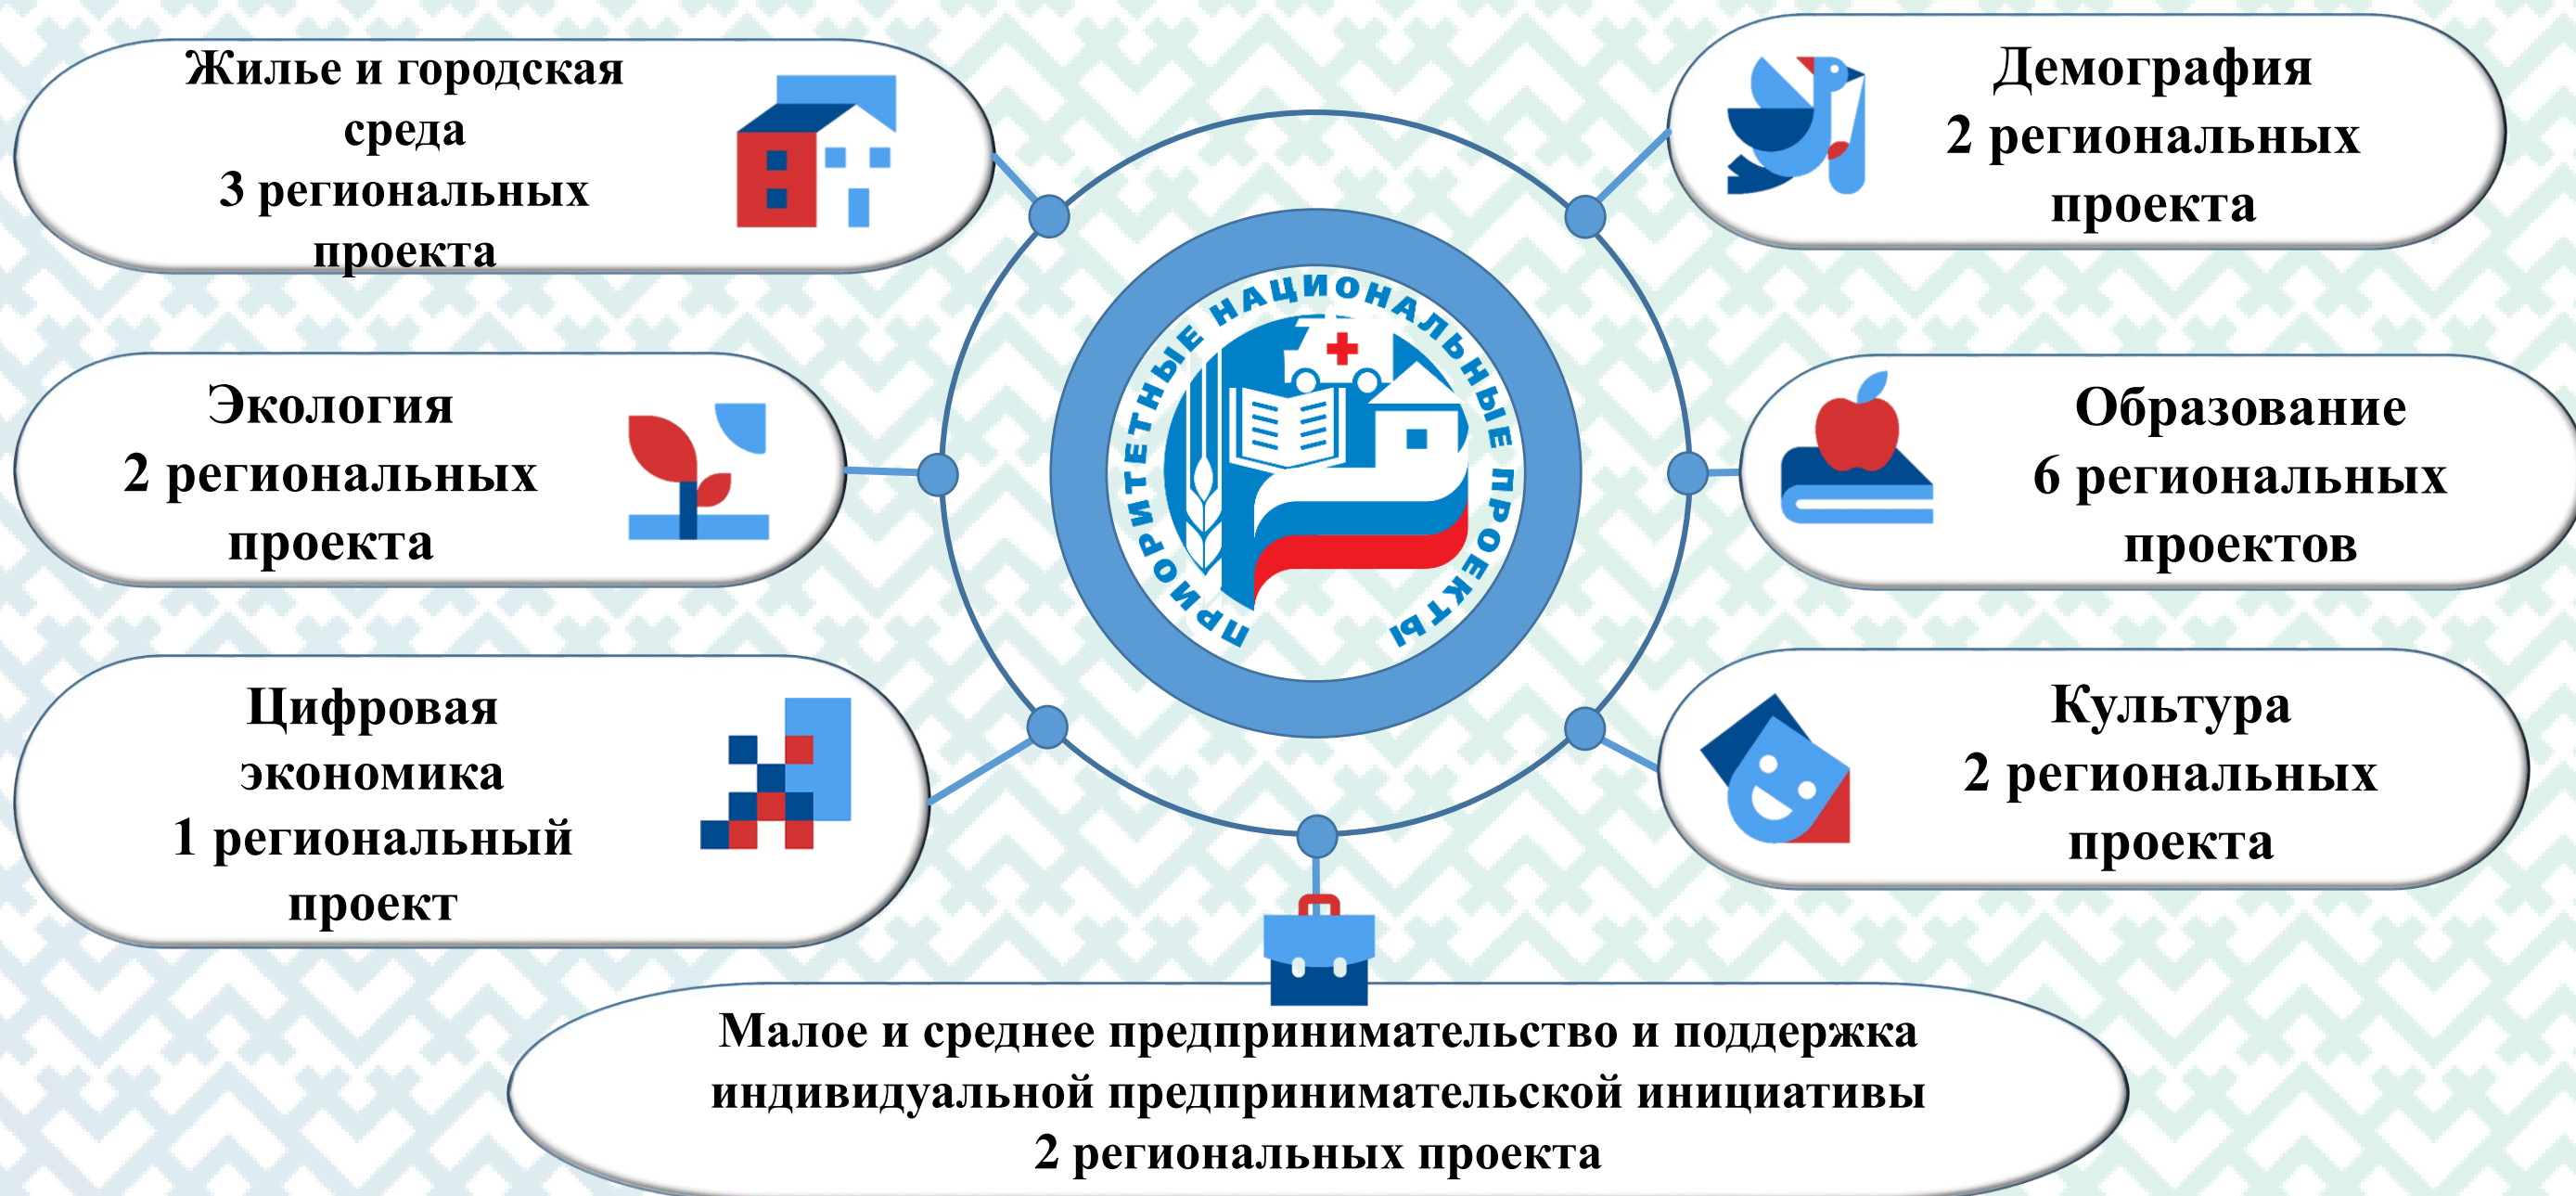 Жилье и городская
среда
3 региональных
проекта
Демография
2 региональных
проекта
ПРИОРИТЕТНЫЕ НАЦИОНАЛЬНЫЕ ПРОЕКТЫ
Экология
2 региональных
проекта
Образование
6 региональных
проектов
Цифровая
экономика
1 региональный
проект
Культура
2 региональных
проекта
Малое и среднее предпринимательство и поддержка
индивидуальной предпринимательской инициативы
2 региональных проекта